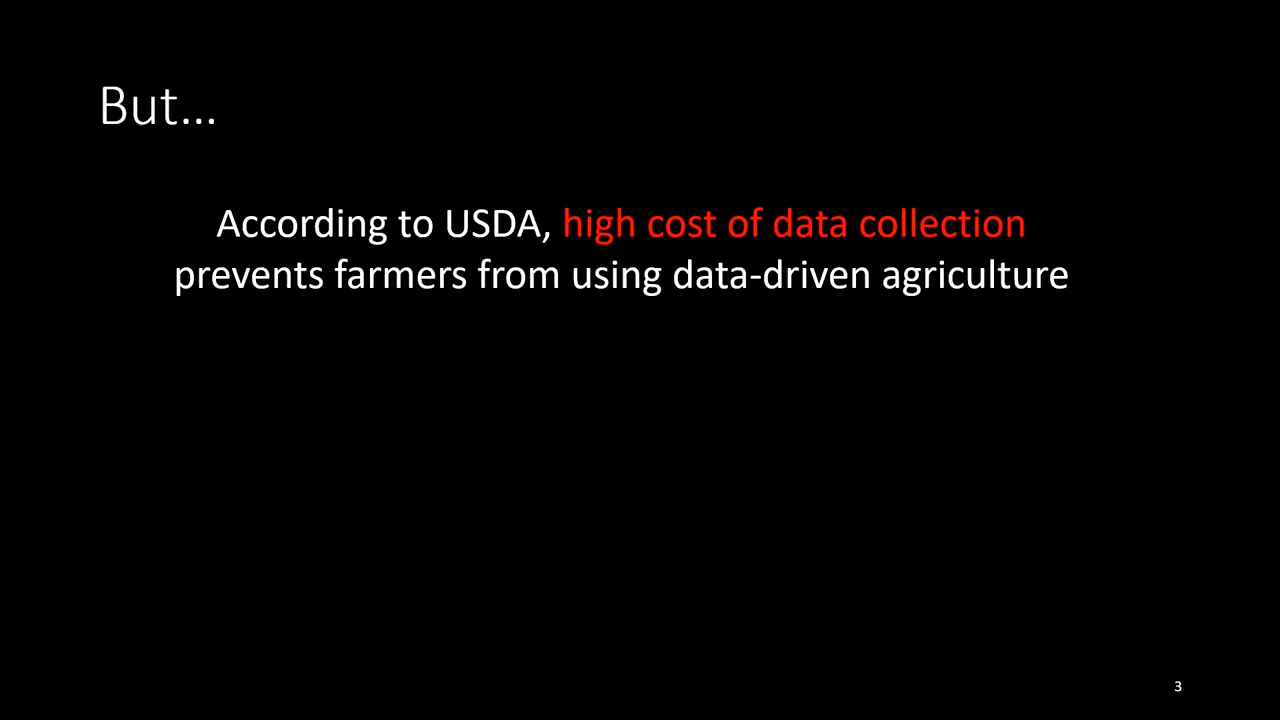 But…
According to USDA, high cost of data collection
prevents farmers from using data-driven agriculture
3